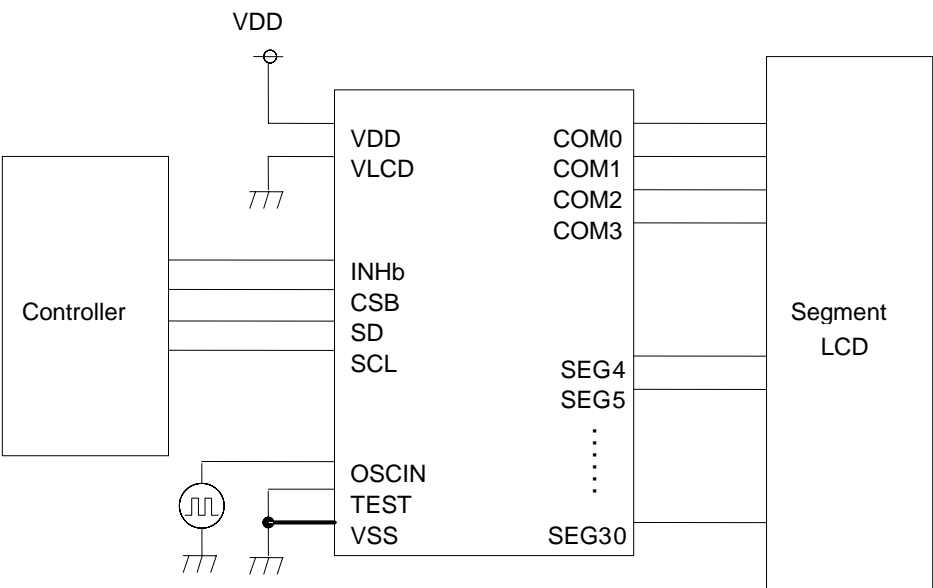 VDD
VDD
VLCD
INHb
CSB
SD
SCL
OSCIN
TEST
VSS
COM0
COM1
COM2
COM3
SEG4
SEG5
SEG30
Controller
Segment
LCD